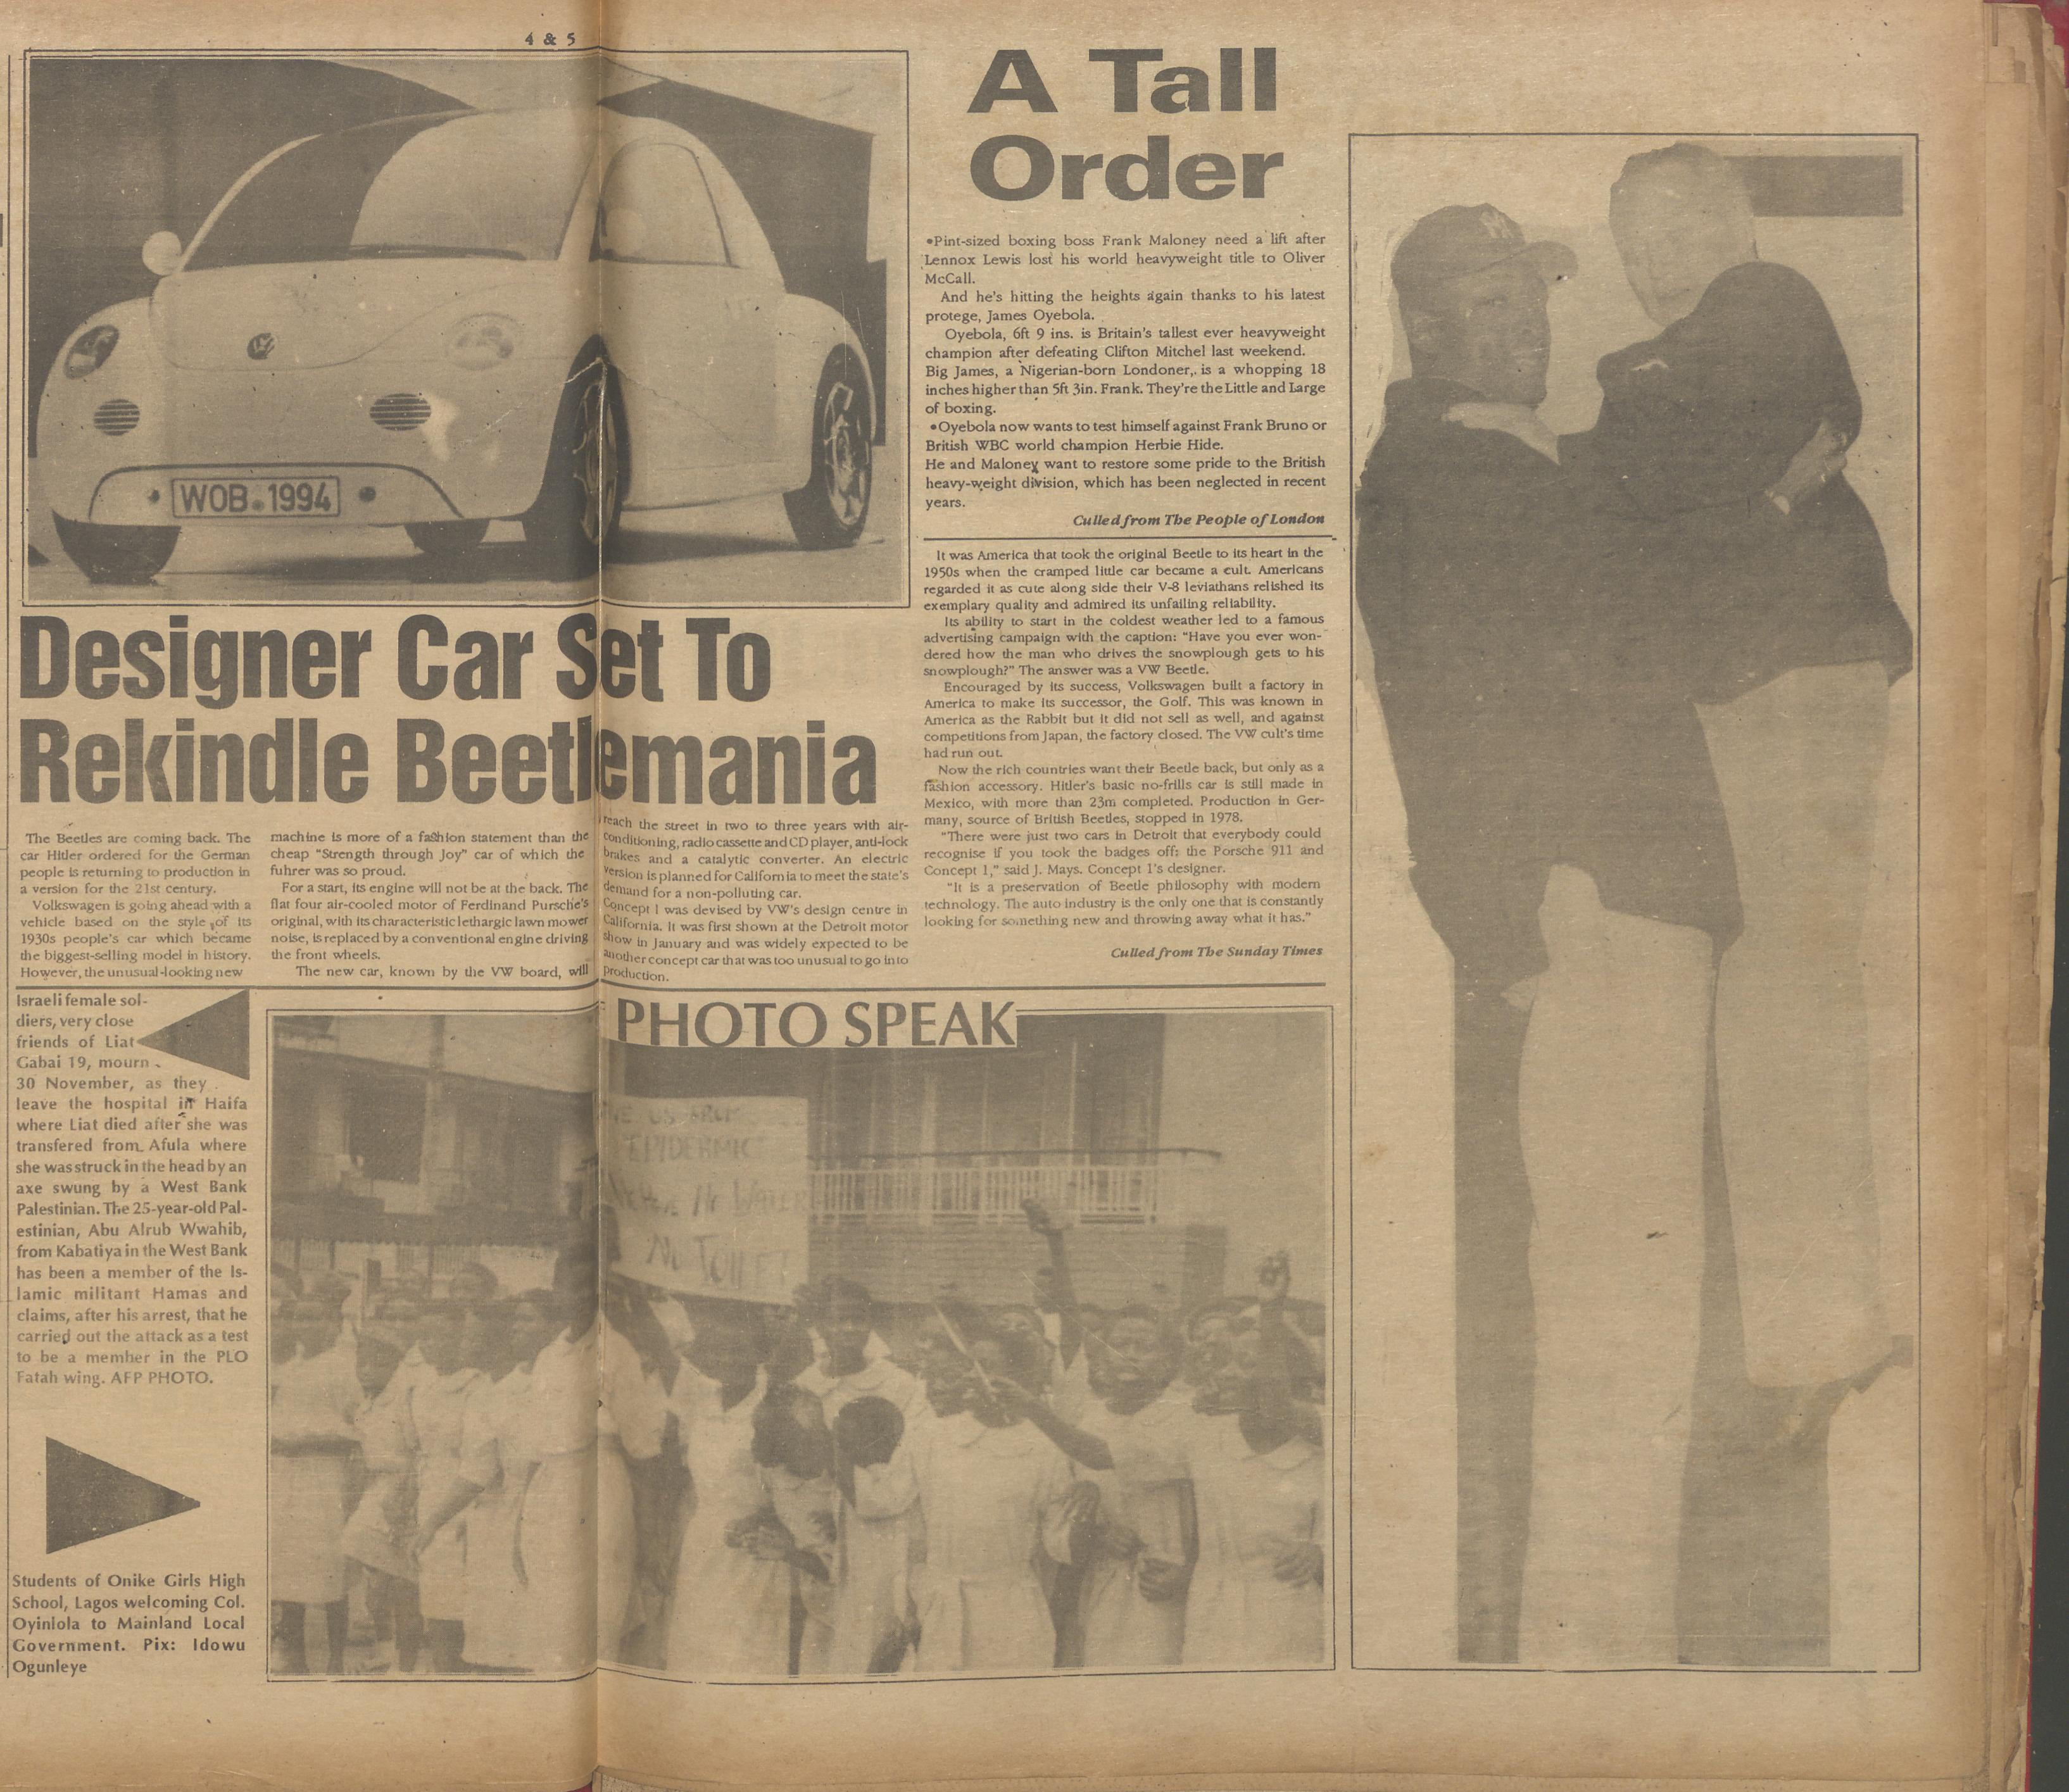 4 & 5
WOB 1994
Designer Car Set To
Rekindle Beetlemania
The Beetles are coming back. The
car Hitler ordered for the German
people is returning to production in
a version for the 21st century.
Volkswagen is going ahead with a
vehicle based on the style of its
1930s people's car which became
the biggest-selling model in history.
However, the unusual-looking new
machine is more of a fashion statement than the
cheap "Strength through Joy" car of which the
fuhrer was so proud.
For a start, its engine will not be at the back. The
flat four air-cooled motor of Ferdinand Pursche's
original, with its characteristic lethargic lawn mower
noise, is replaced by a conventional engine driving
the front wheels.
The new car, known by the VW board, will
reach the street in two to three years with air-
conditioning, radio cassette and CD player, anti-lock
brakes and a catalytic converter. An electric
version is planned for California to meet the state's
demand for a non-polluting car.
Concept I was devised by VW's design centre in
California. It was first shown at the Detroit motor
show in January and was widely expected to be
another concept car that was too unusual to go into
production.
It was America that took the original Beetle to its heart in the
1950s when the cramped little car became a cult. Americans
regarded it as cute along side their V-8 leviathans relished its
exemplary quality and admired its unfailing reliability.
Its ability to start in the coldest weather led to a famous
advertising campaign with the caption: "Have you ever won-
dered how the man who drives the snowplough gets to his
snowplough?" The answer was a VW Beetle.
Encouraged by its success, Volkswagen built a factory in
America to make its successor, the Golf. This was known in
America as the Rabbit but it did not sell as well, and against
competitions from Japan, the factory closed. The VW cult's time
had run out.
Now the rich countries want their Beetle back, but only as a
fashion accessory. Hitler's basic no-frills car is still made in
Mexico, with more than 23m completed. Production in Ger-
many, source of British Beetles, stopped in 1978.
"There were just two cars in Detroit that everybody could
recognise if you took the badges off: the Porsche 911 and
Concept 1," said J. Mays. Concept 1's designer.
"It is a preservation of Beetle philosophy with modern
technology. The auto industry is the only one that is constantly
looking for something new and throwing away what it has."
Culled from The Sunday Times
A Tall
Order
•Pint-sized boxing boss Frank Maloney need a lift after
Lennox Lewis lost his world heavyweight title to Oliver
McCall.
And he's hitting the heights again thanks to his latest
protege, James Oyebola.
Oyebola, 6ft 9 ins. is Britain's tallest ever heavyweight
champion after defeating Clifton Mitchel last weekend.
Big James, a Nigerian-born Londoner, is a whopping 18
inches higher than 5ft 3in. Frank. They're the Little and Large
of boxing.
•Oyebola now wants to test himself against Frank Bruno or
British WBC world champion Herbie Hide.
He and Maloney want to restore some pride to the British
heavy-weight division, which has been neglected in recent
years.
Culled from The People of London
Israeli female sol-
diers, very close
friends of Liat
Gabai 19, mourn
30 November, as they
leave the hospital in Haifa
where Liat died after she was
transfered from Afula where
she was struck in the head by an
axe swung by a West Bank
Palestinian. The 25-year-old Pal-
estinian, Abu Alrub Wwahib,
from Kabatiya in the West Bank
has been a member of the Is-
lamic militant Hamas and
claims, after his arrest, that he
carried out the attack as a test
to be a member in the PLO
Fatah wing. AFP PHOTO.
Students of Onike Girls High
School, Lagos welcoming Col.
Oyinlola to Mainland Local
Government. Pix: Idowu
Ogunleye
PHOTO SPEAK
US FROM
EPIDERMIC
No Water
No Toil